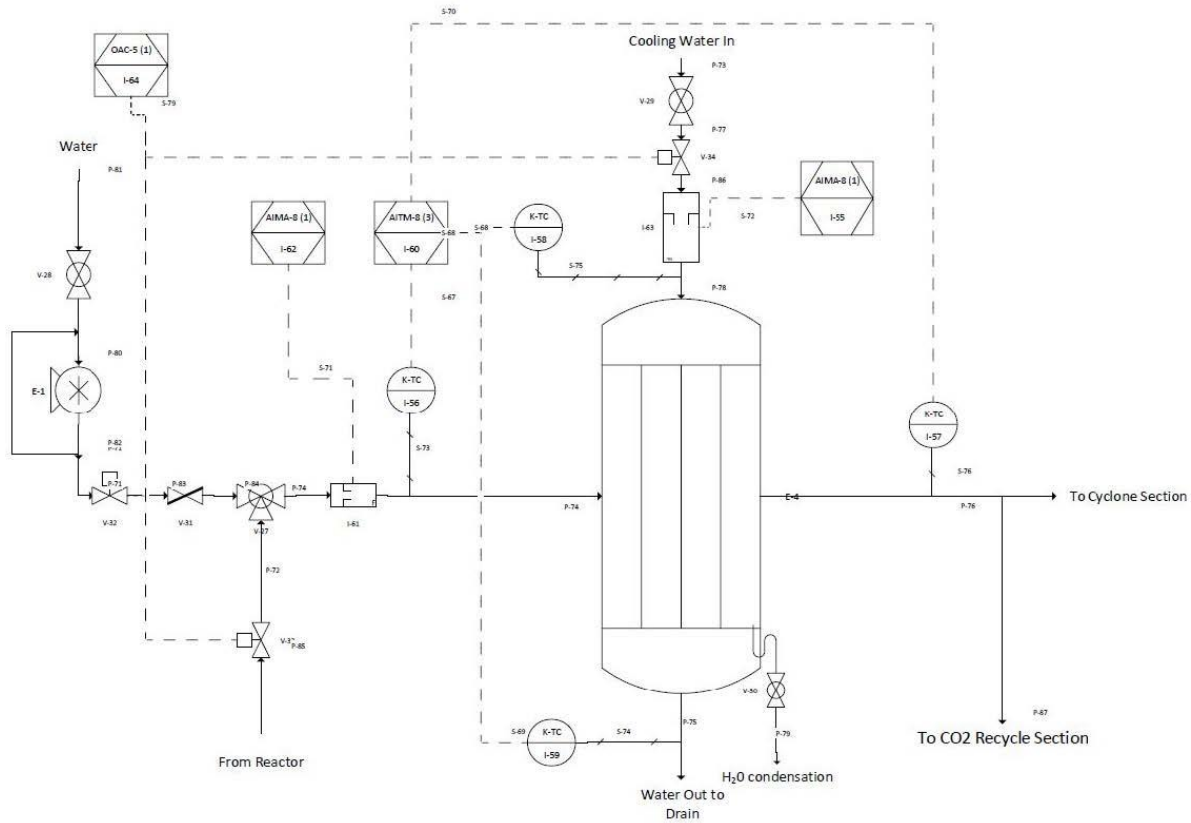 S-70
Cooling Water In
OAC-5 (1)
I-64
P-73
S-79
V-29
P-77
Water
V-34
P-81
P-86
AIMA-8 (1)
I-55
AIMA-8 (1)
I-62
AITM-8 (3)
I-60
S-68
S-68
K-TC
I-58
I-63
S-72
V-28
S-75
P-78
S-67
P-80
S-71
E-1
K-TC
I-56
K-TC
I-57
P-82
P-71
S-73
S-76
P-71
P-83
P-84
P-74
E-4
To Cyclone Section
P-74
P-76
V-32
V-31
V-27
I-61
F
P-72
P-85
V-50
P-87
S-69
K-TC
I-59
S-74
P-75
P-79
To CO2 Recycle Section
From Reactor
H₂0 condensation
Water Out to
Drain